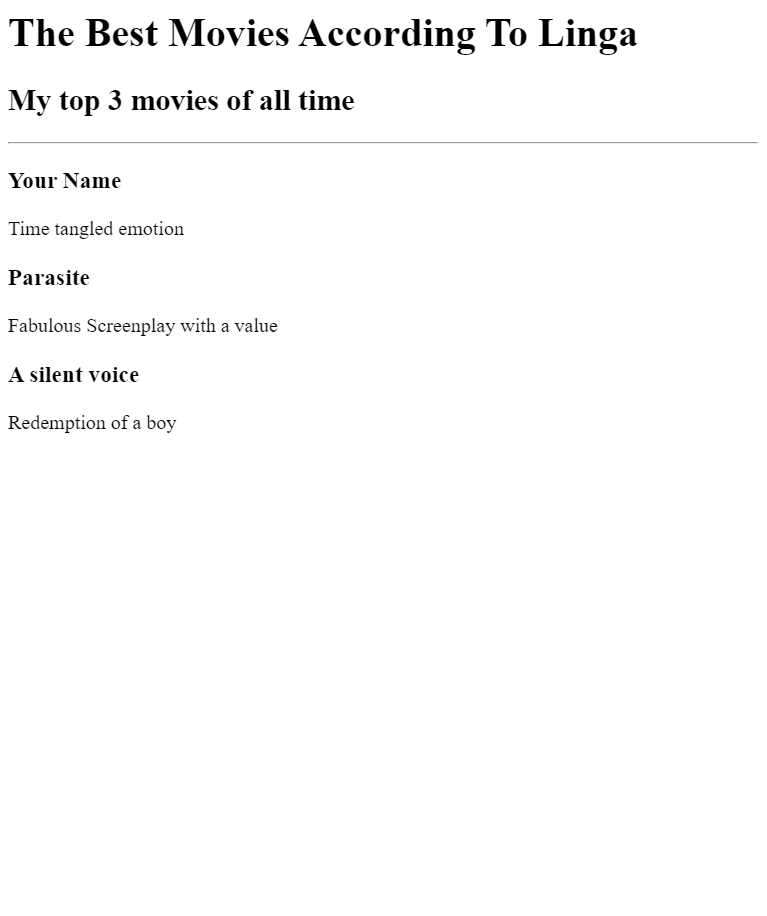 The Best Movies According To Linga
My top 3 movies of all time
Your Name
Time tangled emotion
Parasite
Fabulous Screenplay with a value
A silent voice
Redemption of a boy